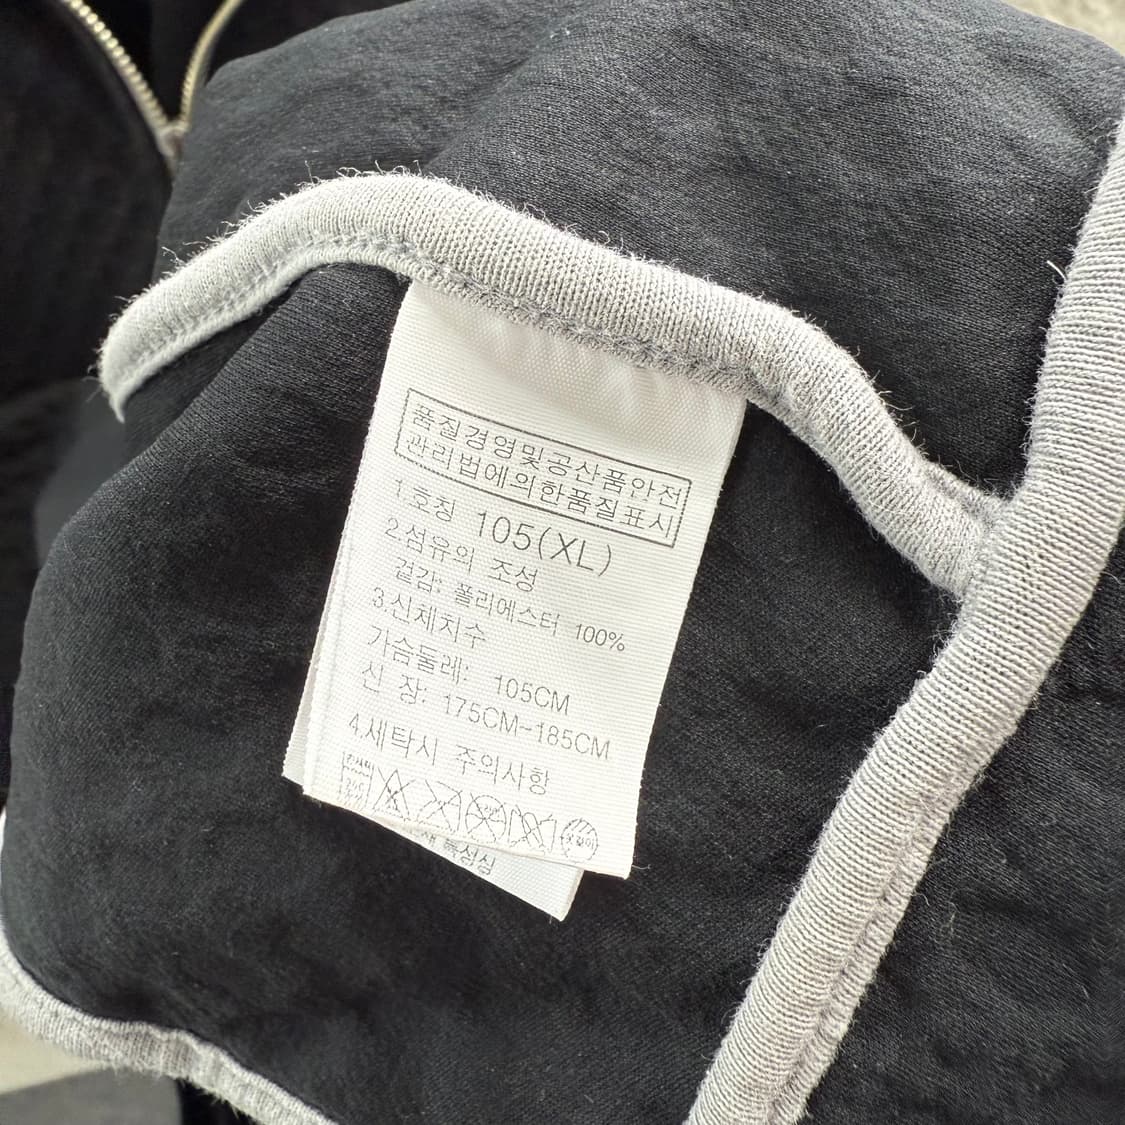 품질경영및공산품안전
관리법에의한품질표시
1.호칭 105(XL)
2.섬유의 조성
겉감: 폴리에스터 100%
3.신체치수
가슴둘레: 105CM
신 장: 175CM~185CM
4.세탁시 주의사항
옷걸이